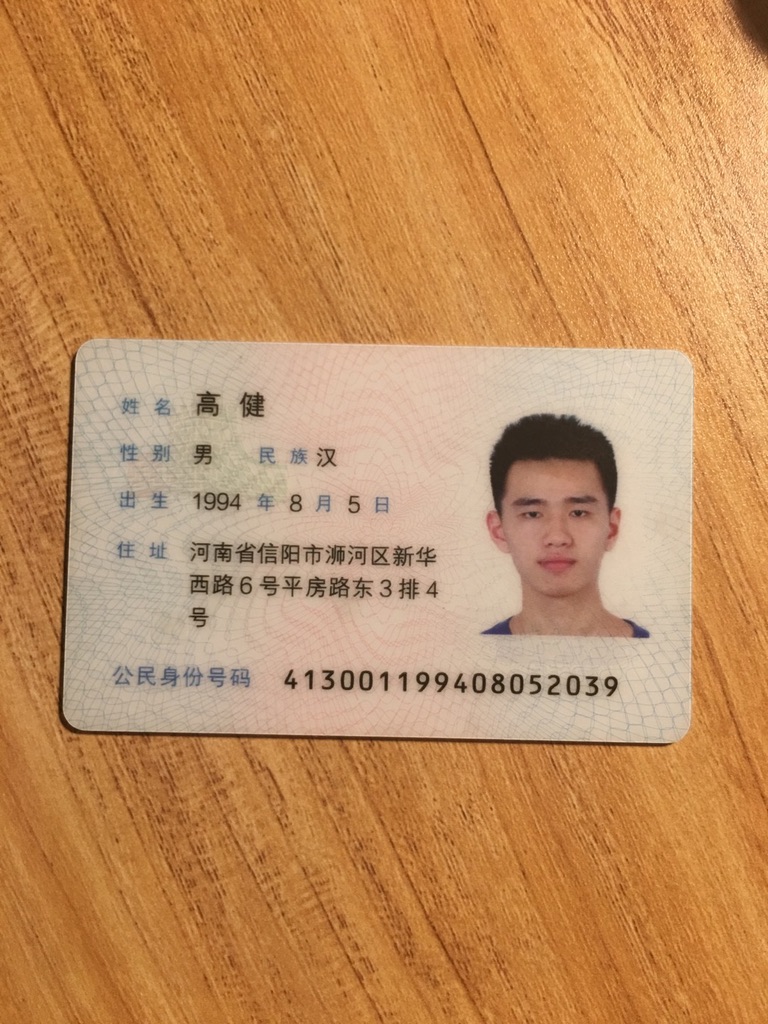 姓名 高健
性别 男 民族 汉
出生 1994 年 8 月 5 日
住址 河南省信阳市浉河区新华
西路6号平房路东3排4
号
公民身份号码 413001199408052039